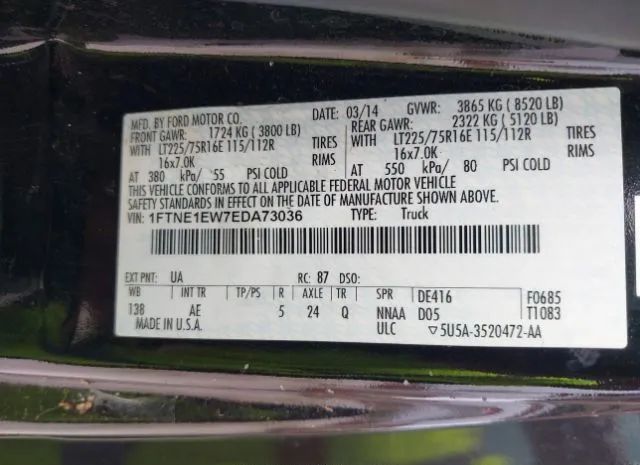 MFD. BY FORD MOTOR CO. DATE: 03/14 GVWR: 3865 KG ( 8520 LB)
FRONT GAWR: 1724 KG ( 3800 LB) REAR GAWR: 2322 KG ( 5120 LB)
WITH LT225/75R16E 115/112R TIRES WITH LT225/75R16E 115/112R TIRES
16x7.0K RIMS 16x7.0K RIMS
AT 380 kPa/ 55 PSI COLD AT 550 kPa/ 80 PSI COLD
THIS VEHICLE CONFORMS TO ALL APPLICABLE FEDERAL MOTOR VEHICLE
SAFETY STANDARDS IN EFFECT ON THE DATE OF MANUFACTURE SHOWN ABOVE.
VIN: 1FTNE1EW7EDA73036 TYPE: Truck
EXT PNT: UA RC: 87 DSO:
WB INT TR TP/PS R AXLE TR SPR DE416 F0685
138 AE 5 24 Q NNAA D05 T1083
MADE IN U.S.A. ULC ▽5U5A-3520472-AA